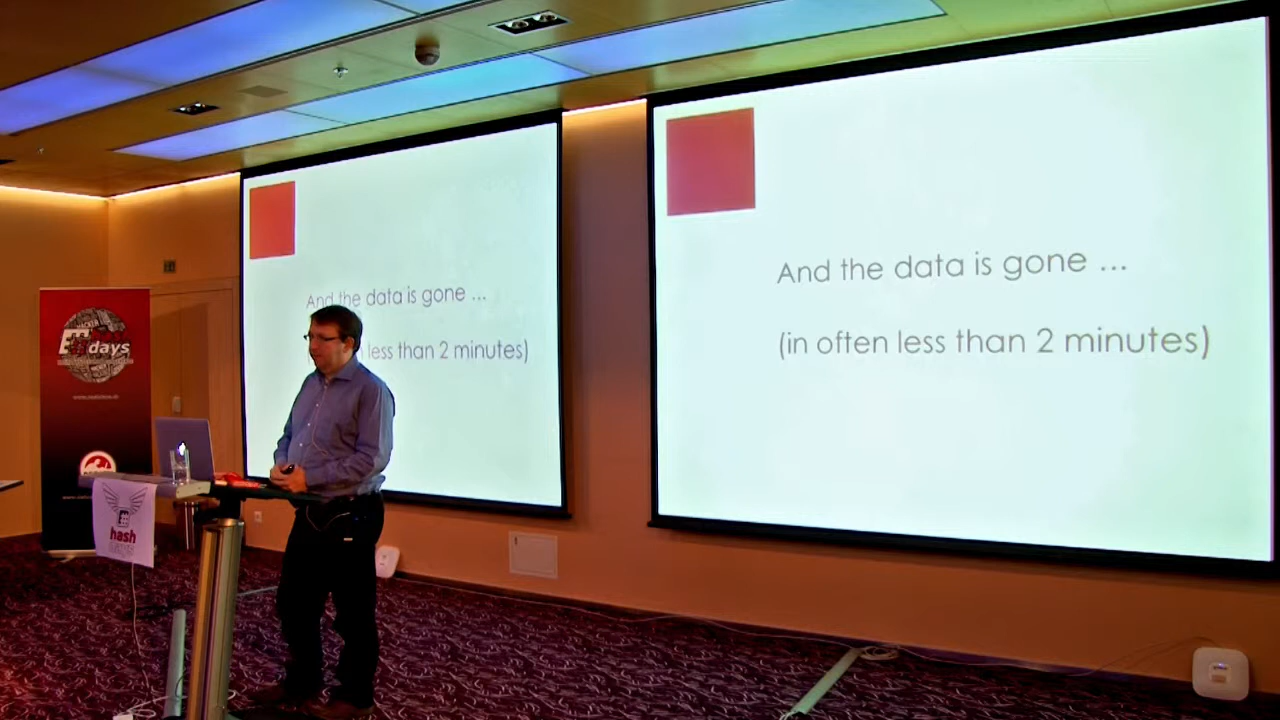 And the data is gone ...
less than 2 minutes)
And the data is gone ...
(in often less than 2 minutes)
days
hash